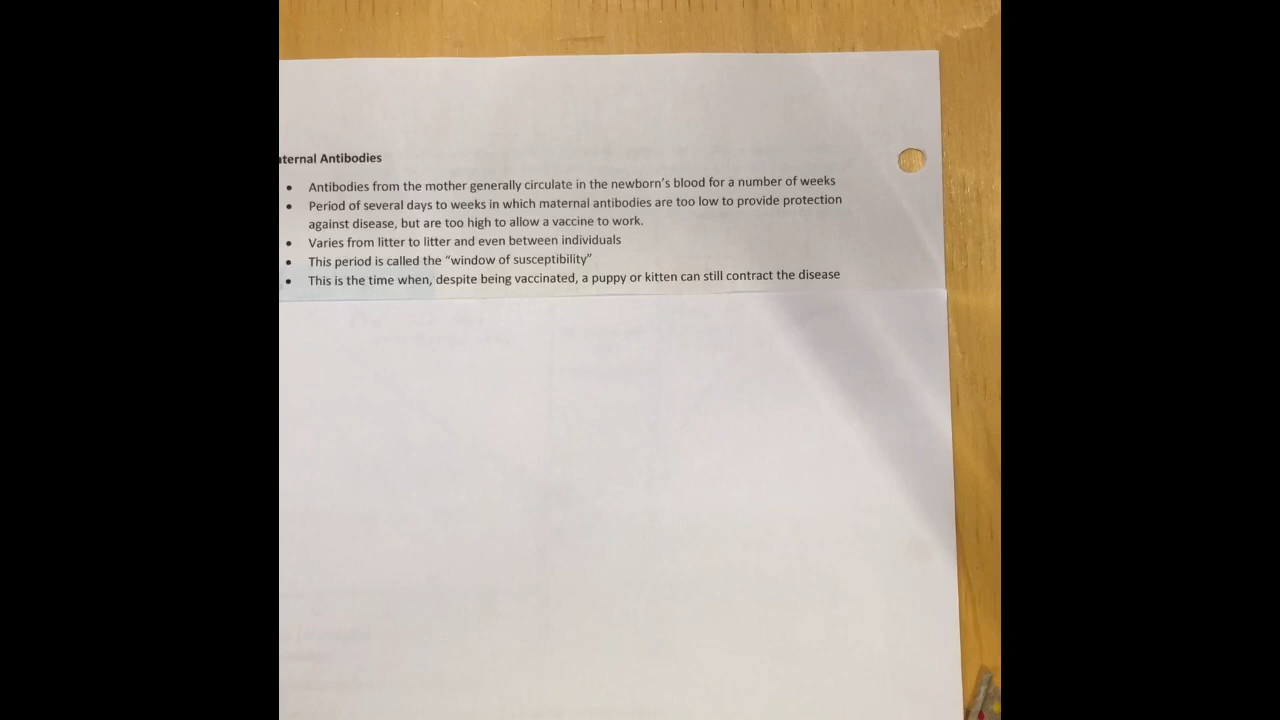 aternal Antibodies
• Antibodies from the mother generally circulate in the newborn's blood for a number of weeks
• Period of several days to weeks in which maternal antibodies are too low to provide protection
against disease, but are too high to allow a vaccine to work.
• Varies from litter to litter and even between individuals
• This period is called the “window of susceptibility”
• This is the time when, despite being vaccinated, a puppy or kitten can still contract the disease